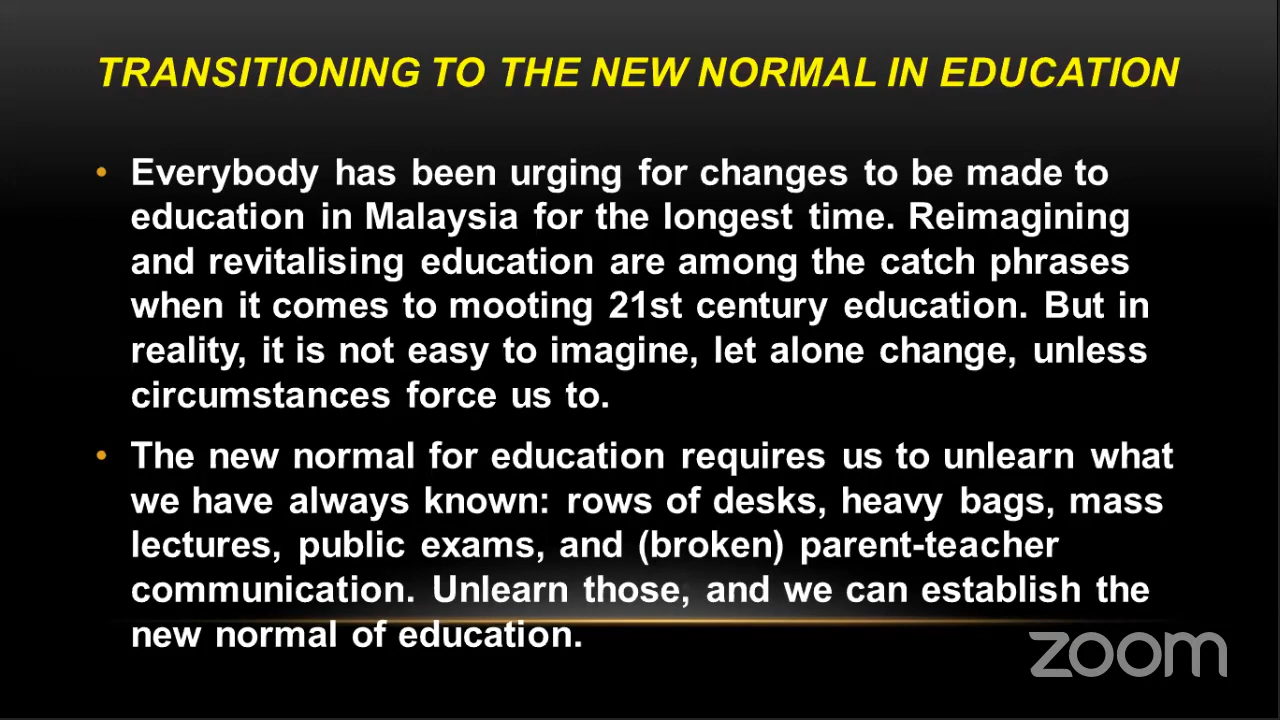 TRANSITIONING TO THE NEW NORMAL IN EDUCATION
• Everybody has been urging for changes to be made to
education in Malaysia for the longest time. Reimagining
and revitalising education are among the catch phrases
when it comes to mooting 21st century education. But in
reality, it is not easy to imagine, let alone change, unless
circumstances force us to.
• The new normal for education requires us to unlearn what
we have always known: rows of desks, heavy bags, mass
lectures, public exams, and (broken) parent-teacher
communication. Unlearn those, and we can establish the
new normal of education.
zoom